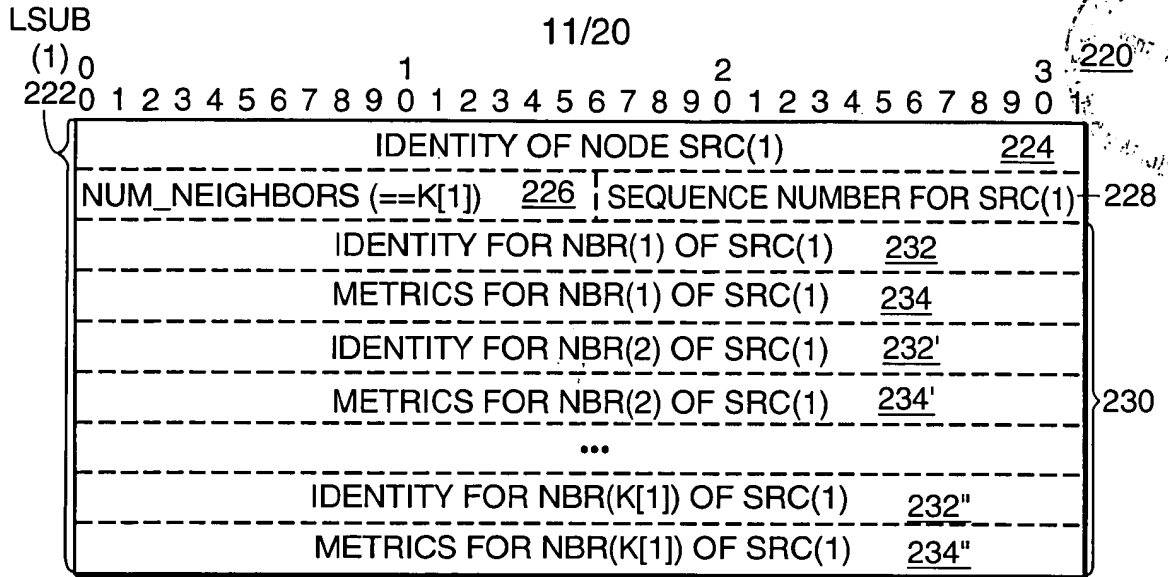 LSUB
11/20
(1) 0 1 2 3 220
222 0 1 2 3 4 5 6 7 8 9 0 1 2 3 4 5 6 7 8 9 0 1 2 3 4 5 6 7 8 9 0 1
IDENTITY OF NODE SRC(1) 224
NUM_NEIGHBORS (==K[1]) 226 SEQUENCE NUMBER FOR SRC(1) 228
IDENTITY FOR NBR(1) OF SRC(1) 232
METRICS FOR NBR(1) OF SRC(1) 234
IDENTITY FOR NBR(2) OF SRC(1) 232'
METRICS FOR NBR(2) OF SRC(1) 234' 230
•••
IDENTITY FOR NBR(K[1]) OF SRC(1) 232"
METRICS FOR NBR(K[1]) OF SRC(1) 234"